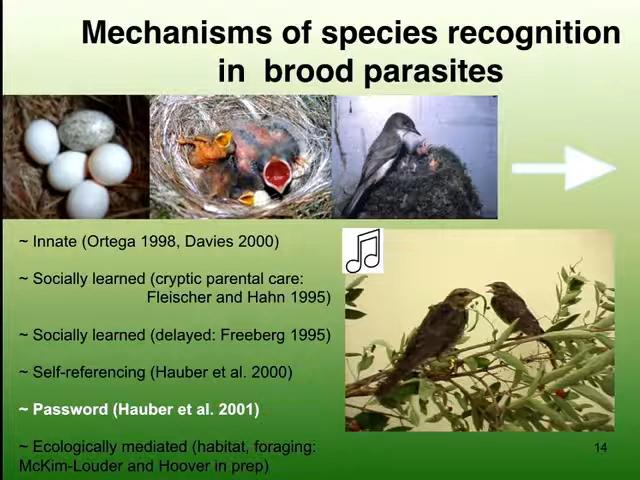 Mechanisms of species recognition
in brood parasites
~ Innate (Ortega 1998, Davies 2000)
~ Socially learned (cryptic parental care:
Fleischer and Hahn 1995)
~ Socially learned (delayed: Freeberg 1995)
~ Self-referencing (Hauber et al. 2000)
~ Password (Hauber et al. 2001)
~ Ecologically mediated (habitat, foraging:
McKim-Louder and Hoover in prep)
14